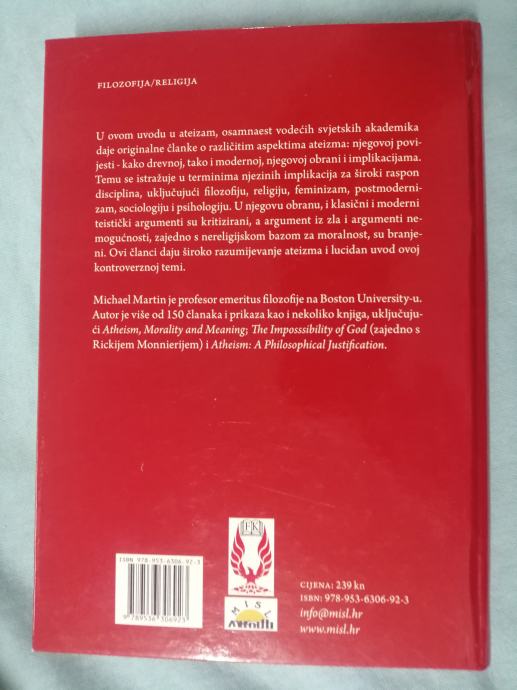 FILOZOFIJA/RELIGIJA
U ovom uvodu u ateizam, osamnaest vodećih svjetskih akademika
daje originalne članke o različitim aspektima ateizma: njegovoj povi-
jesti - kako drevnoj, tako i modernoj, njegovoj obrani i implikacijama.
Temu se istražuje u terminima njezinih implikacija za široki raspon
disciplina, uključujući filozofiju, religiju, feminizam, postmoderni-
zam, sociologiju i psihologiju. U njegovu obranu, i klasični i moderni
teistički argumenti su kritizirani, a argument iz zla i argumenti ne-
mogućnosti, zajedno s nereligijskom bazom za moralnost, su branje-
ni. Ovi članci daju široko razumijevanje ateizma i lucidan uvod ovoj
kontroverznoj temi.
Michael Martin je profesor emeritus filozofije na Boston University-u.
Autor je više od 150 članaka i prikaza kao i nekoliko knjiga, uključuju-
ći Atheism, Morality and Meaning; The Imposssibility of God (zajedno s
Rickijem Monnierijem) i Atheism: A Philosophical Justification.
ISBN 978-953-6306-92-3
9789536306923
FK
MISL
CIJENA: 239 kn
ISBN: 978-953-6306-92-3
info@misl.hr
www.misl.hr